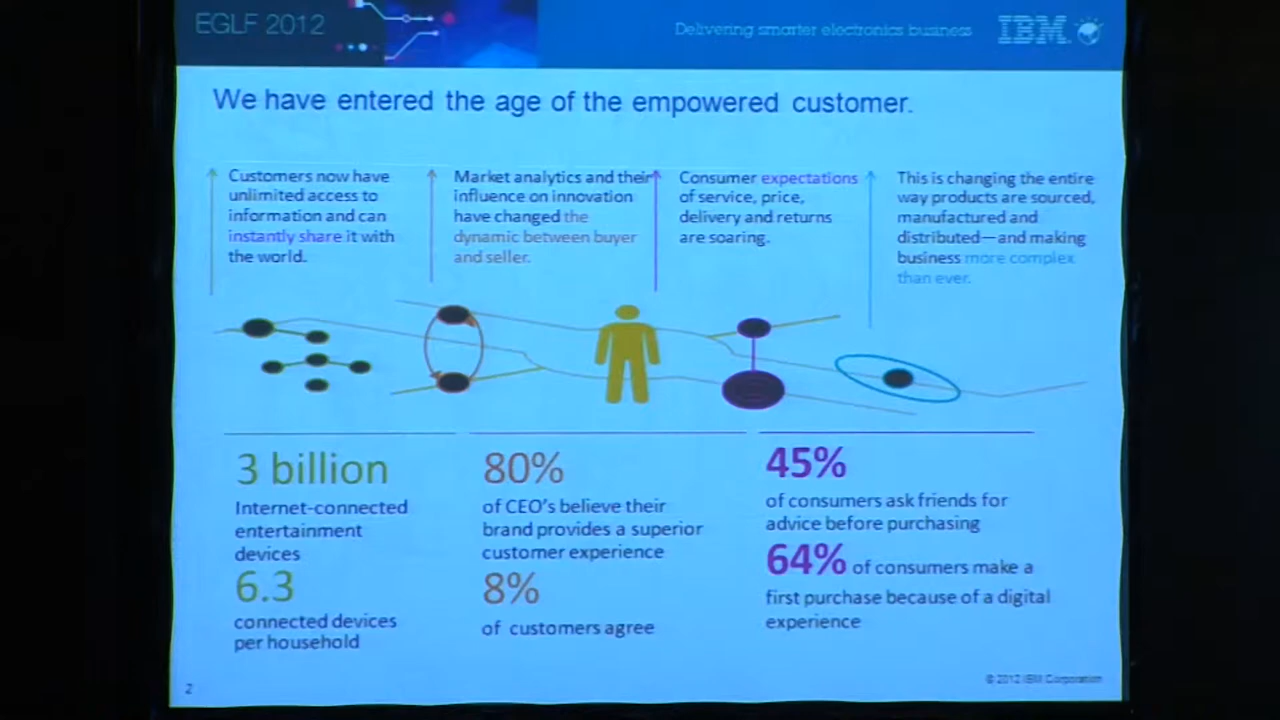 EGLF 2012
Delivering smarter electronics business
IBM
We have entered the age of the empowered customer.
Customers now have
unlimited access to
information and can
instantly share it with
the world.
Market analytics and their
influence on innovation
have changed the
dynamic between buyer
and seller.
Consumer expectations
of service, price,
delivery and returns
are soaring.
This is changing the entire
way products are sourced,
manufactured and
distributed—and making
business more complex
than ever.
3 billion
Internet-connected
entertainment
devices
6.3
connected devices
per household
80%
of CEO's believe their
brand provides a superior
customer experience
8%
of customers agree
45%
of consumers ask friends for
advice before purchasing
64% of consumers make a
first purchase because of a digital
experience
2
© 2012 IBM Corporation